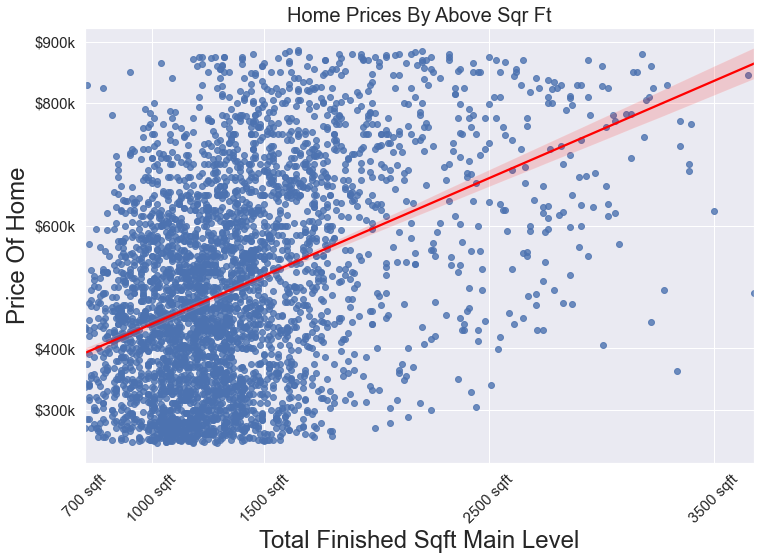 Home Prices By Above Sqr Ft
Price Of Home
$900k
$800k
$600k
$400k
$300k
700 sqft
1000 sqft
1500 sqft
2500 sqft
3500 sqft
Total Finished Sqft Main Level